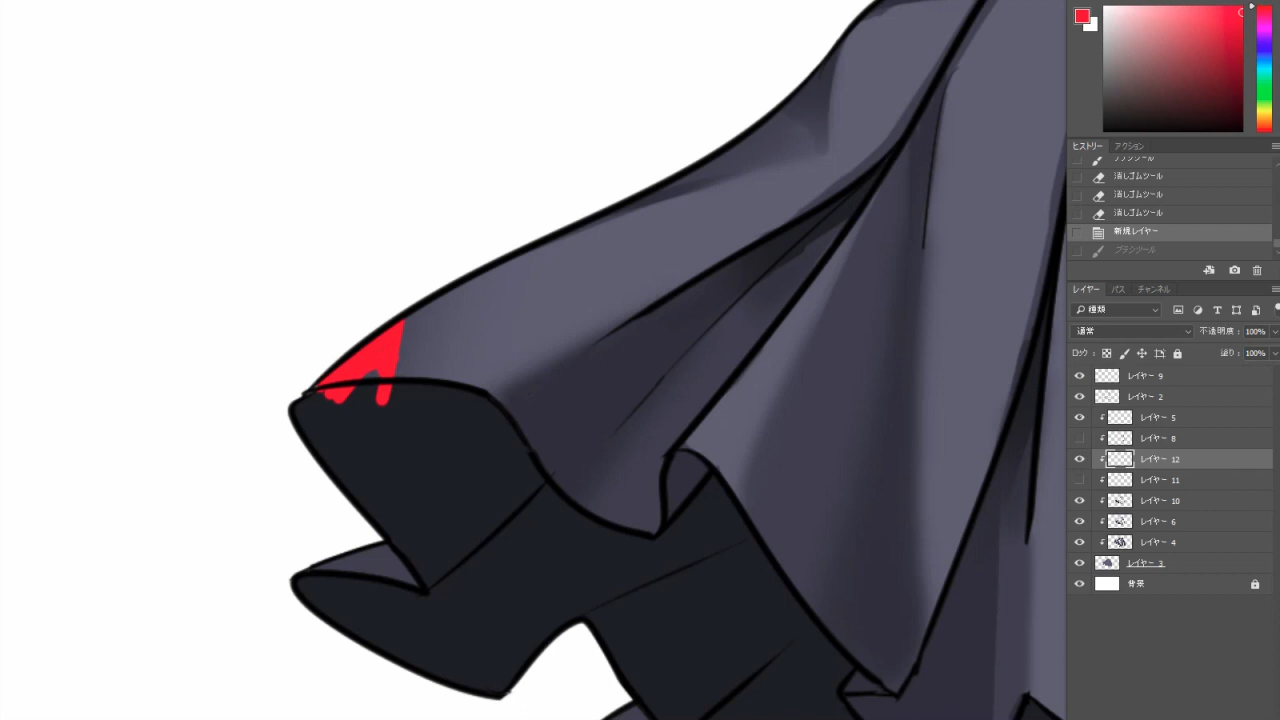 ヒストリー アクション
ブラシツール
消しゴムツール
消しゴムツール
消しゴムツール
新規レイヤー
ブラシツール
レイヤー パス チャンネル
種類
通常 不透明度: 100%
ロック: 塗り: 100%
レイヤー 9
レイヤー 2
レイヤー 5
レイヤー 8
レイヤー 12
レイヤー 11
レイヤー 10
レイヤー 6
レイヤー 4
レイヤー 3
背景